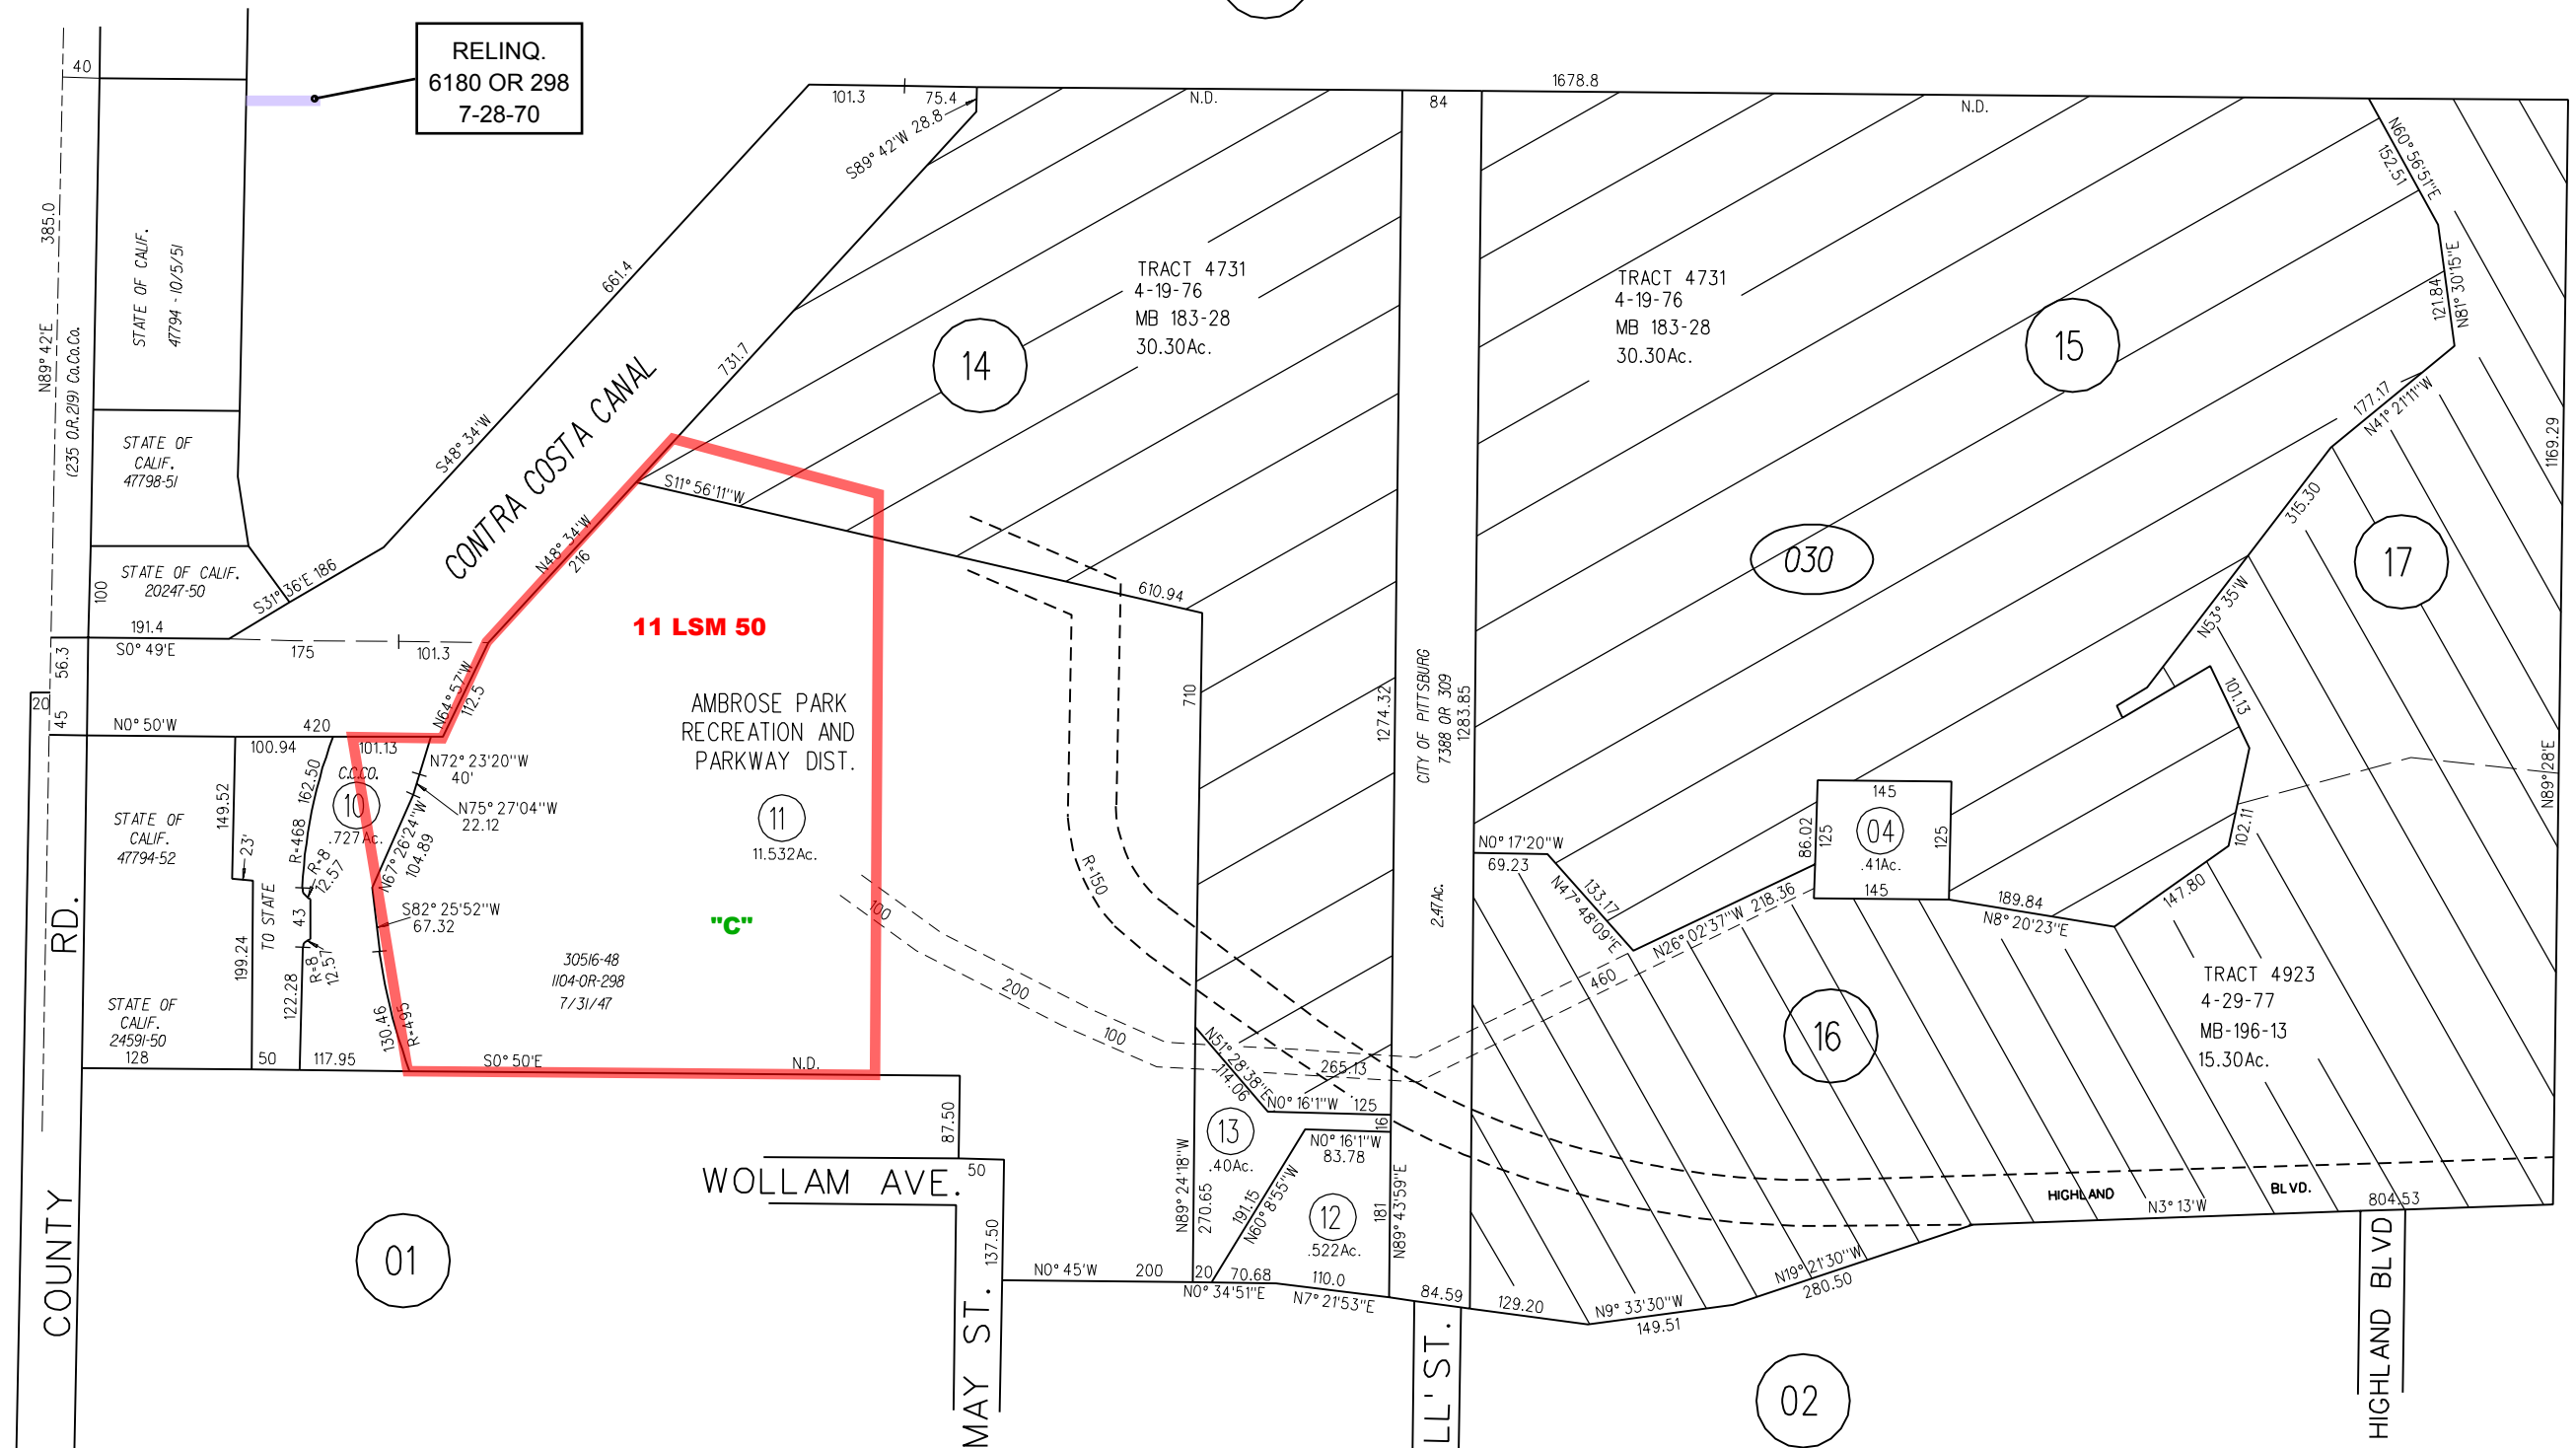 RELINQ.
6180 OR 298
7-28-70
40
385.0
N89° 42'E
(235 O.R.219) Co.Co.Co.
STATE OF CALIF.
47794 - 10/5/51
STATE OF
CALIF.
47798-51
STATE OF CALIF.
20247-50
100
191.4
S0° 49'E
56.3
20
45
S31° 36'E 186
175
101.3
S48° 34'W
661.4
CONTRA COSTA CANAL
101.3
75.4
S89° 42'W 28.8
731.7
N.D.
84
1678.8
N.D.
TRACT 4731
4-19-76
MB 183-28
30.30Ac.
14
TRACT 4731
4-19-76
MB 183-28
30.30Ac.
15
N60° 56'51"E
152.51
N81° 30'15"E
121.84
177.17
N41° 21'11"W
315.30
N53° 35'W
1169.29
N89° 28'E
17
030
S11° 56'11"W
610.94
N48° 34'W
216
11 LSM 50
N64° 57'W
112.5
AMBROSE PARK
RECREATION AND
PARKWAY DIST.
11
11.532Ac.
"C"
30516-48
1104-OR-298
7/31/47
N0° 50'W
420
100.94
101.13
C.C.CO.
10
.727Ac.
162.50
R=468
R=8
12.57
43
R=8
12.57
122.28
149.52
23'
199.24
TO STATE
N72° 23'20"W
40'
N75° 27'04"W
22.12
N67° 26'24"W
104.89
S82° 25'52"W
67.32
130.46
R=495
STATE OF
CALIF.
47794-52
STATE OF
CALIF.
24591-50
128
50
117.95
S0° 50'E
N.D.
87.50
100
200
100
265.13
460
R=150
710
1274.32
CITY OF PITTSBURG
7388 OR 309
1283.85
2.47Ac.
N0° 17'20"W
69.23
133.17
N47° 48'09"E
N26° 02'37"W 218.36
86.02
125
145
04
.41Ac.
125
145
189.84
N8° 20'23"E
147.80
102.11
101.13
TRACT 4923
4-29-77
MB-196-13
15.30Ac.
16
N51° 28'38"E
114.06
N0° 16'1"W 125
16
N0° 16'1"W
83.78
13
.40Ac.
N89° 24'18"W
270.65
191.15
N60° 8'55"W
12
.522Ac.
181
N89° 43'59"E
WOLLAM AVE.
50
137.50
MAY ST.
N0° 45'W
200
20
70.68
110.0
N0° 34'51"E
N7° 21'53"E
84.59
129.20
N9° 33'30"W
149.51
N19° 21'30"W
280.50
HIGHLAND
BLVD.
N3° 13'W
804.53
HIGHLAND BLVD
LL' ST.
COUNTY
RD.
01
02